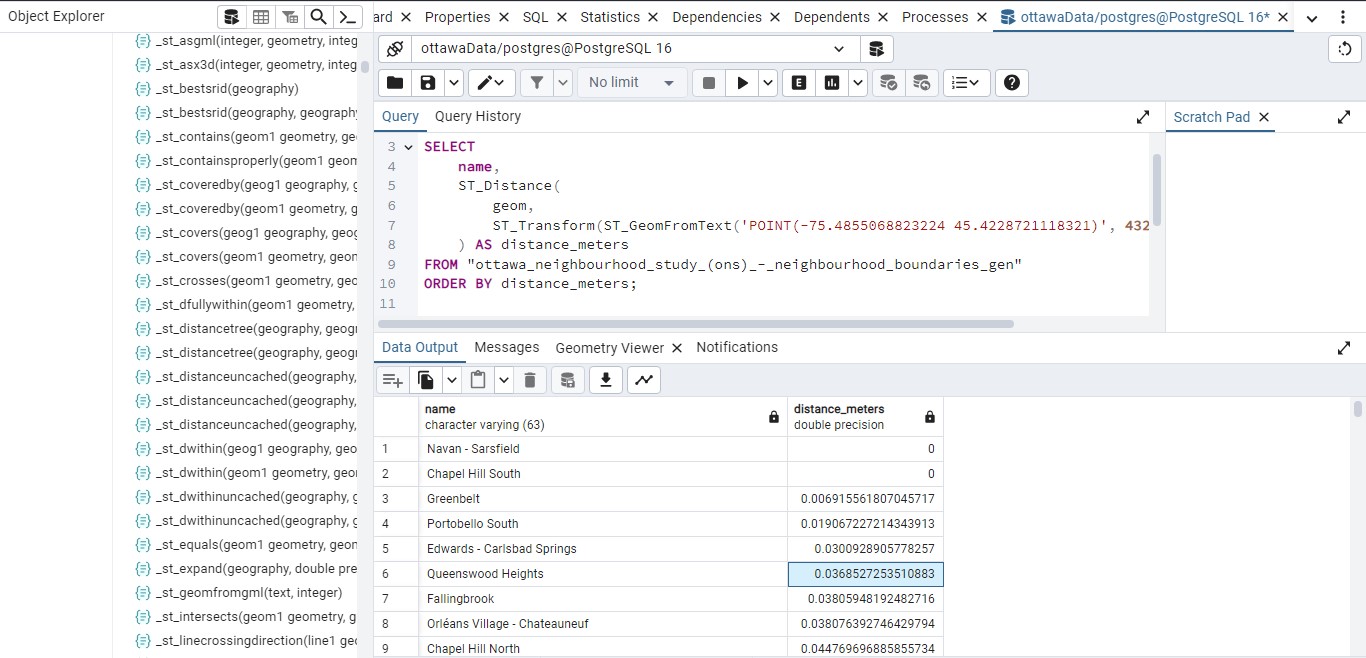 Object Explorer
ard
Properties
SQL
Statistics
Dependencies
Dependents
Processes
ottawaData/postgres@PostgreSQL 16*
ottawaData/postgres@PostgreSQL 16
No limit
E
Query
Query History
Scratch Pad
3 SELECT
4 name,
5 ST_Distance(
6 geom,
7 ST_Transform(ST_GeomFromText('POINT(-75.4855068823224 45.4228721118321)', 432
8 ) AS distance_meters
9 FROM "ottawa_neighbourhood_study_(ons)_-_neighbourhood_boundaries_gen"
10 ORDER BY distance_meters;
11
_st_asgml(integer, geometry, integ
_st_asx3d(integer, geometry, integ
_st_bestsrid(geography)
_st_bestsrid(geography, geography
_st_contains(geom1 geometry, ge
_st_containsproperly(geom1 geom
_st_coveredby(geog1 geography, g
_st_coveredby(geom1 geometry, g
_st_covers(geog1 geography, geo
_st_covers(geom1 geometry, geom
_st_crosses(geom1 geometry, geo
_st_dfullywithin(geom1 geometry,
_st_distancetree(geography, geogr
_st_distancetree(geography, geogr
_st_distanceuncached(geography,
_st_distanceuncached(geography,
_st_distanceuncached(geography,
_st_dwithin(geog1 geography, geo
_st_dwithin(geom1 geometry, geo
_st_dwithinuncached(geography, g
_st_dwithinuncached(geography, g
_st_equals(geom1 geometry, geon
_st_expand(geography, double pre
_st_geomfromgml(text, integer)
_st_intersects(geom1 geometry, g
_st_linecrossingdirection(line1 geo
Data Output
Messages
Geometry Viewer
Notifications
name
character varying (63)
distance_meters
double precision
1 Navan - Sarsfield 0
2 Chapel Hill South 0
3 Greenbelt 0.006915561807045717
4 Portobello South 0.019067227214343913
5 Edwards - Carlsbad Springs 0.0300928905778257
6 Queenswood Heights 0.0368527253510883
7 Fallingbrook 0.03805948192482716
8 Orléans Village - Chateauneuf 0.038076392746429794
9 Chapel Hill North 0.044769696885855734